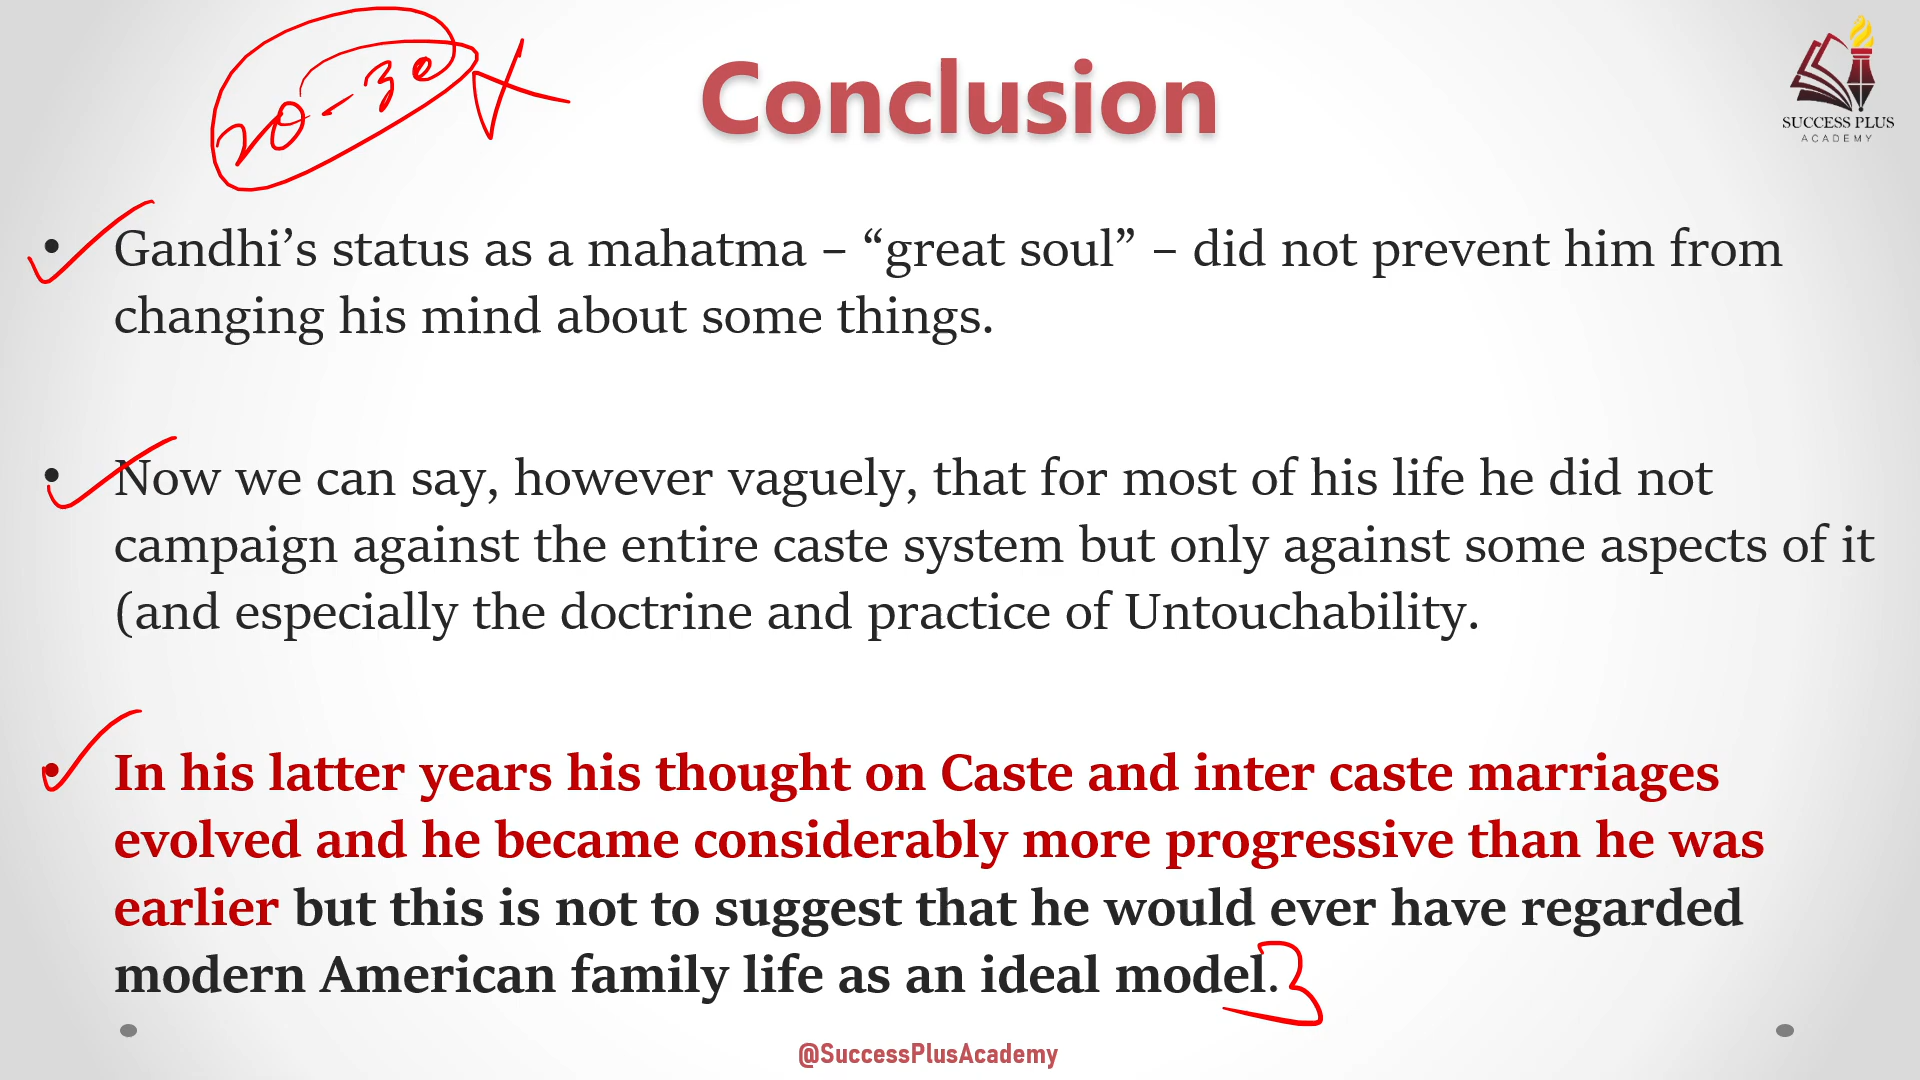 20-30
Conclusion
SUCCESS PLUS
ACADEMY
• Gandhi’s status as a mahatma – “great soul” – did not prevent him from
changing his mind about some things.
• Now we can say, however vaguely, that for most of his life he did not
campaign against the entire caste system but only against some aspects of it
(and especially the doctrine and practice of Untouchability.
• In his latter years his thought on Caste and inter caste marriages
evolved and he became considerably more progressive than he was
earlier but this is not to suggest that he would ever have regarded
modern American family life as an ideal model.
@SuccessPlusAcademy